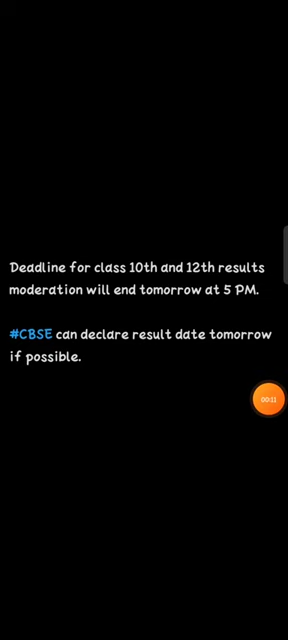 Deadline for class 10th and 12th results
moderation will end tomorrow at 5 PM.
#CBSE can declare result date tomorrow
if possible.
00:11